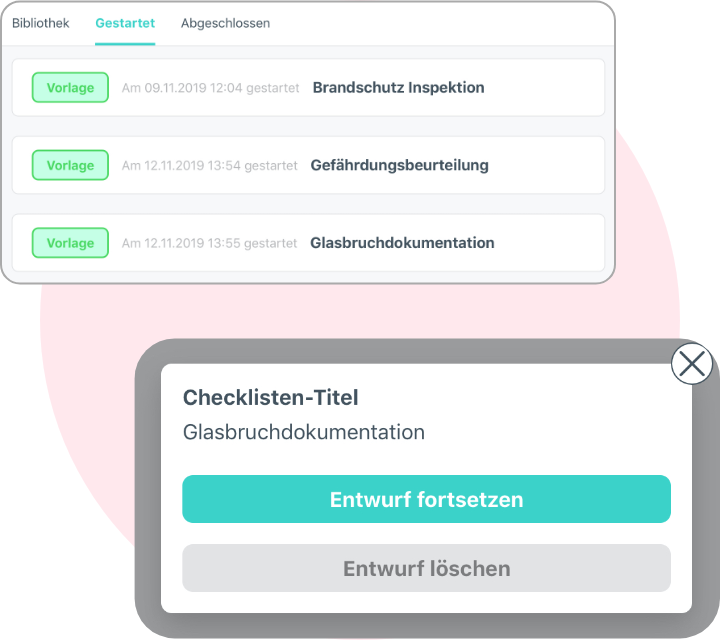 Bibliothek Gestartet Abgeschlossen
Vorlage Am 09.11.2019 12:04 gestartet Brandschutz Inspektion
Vorlage Am 12.11.2019 13:54 gestartet Gefährdungsbeurteilung
Vorlage Am 12.11.2019 13:55 gestartet Glasbruchdokumentation
Checklisten-Titel
Glasbruchdokumentation
Entwurf fortsetzen
Entwurf löschen